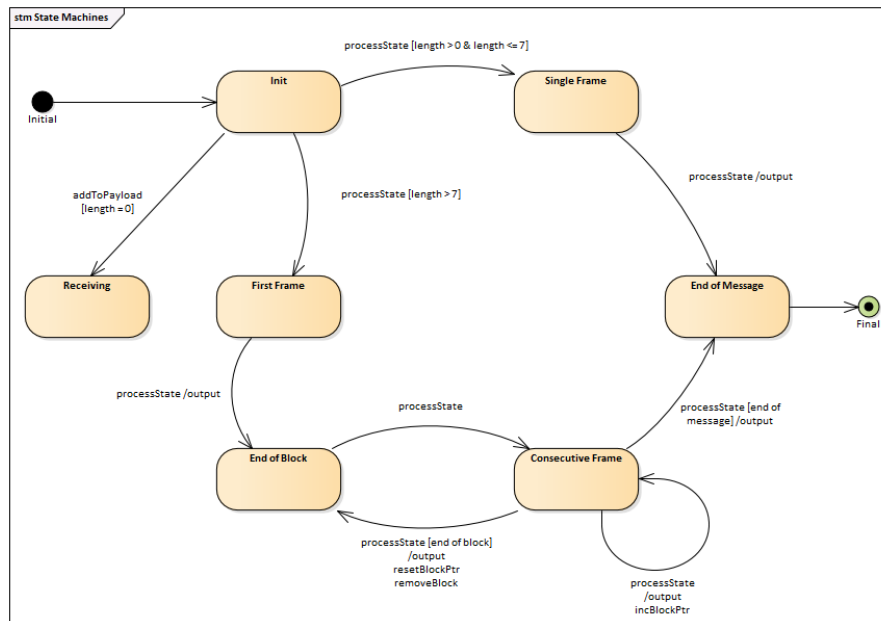 stm State Machines
processState [length > 0 & length <= 7]
Init
Single Frame
Initial
processState /output
addToPayload
[length = 0]
processState [length > 7]
Receiving
First Frame
End of Message
Final
processState /output
processState
processState [end of
message] /output
End of Block
Consecutive Frame
processState [end of block]
/output
resetBlockPtr
removeBlock
processState
/output
incBlockPtr